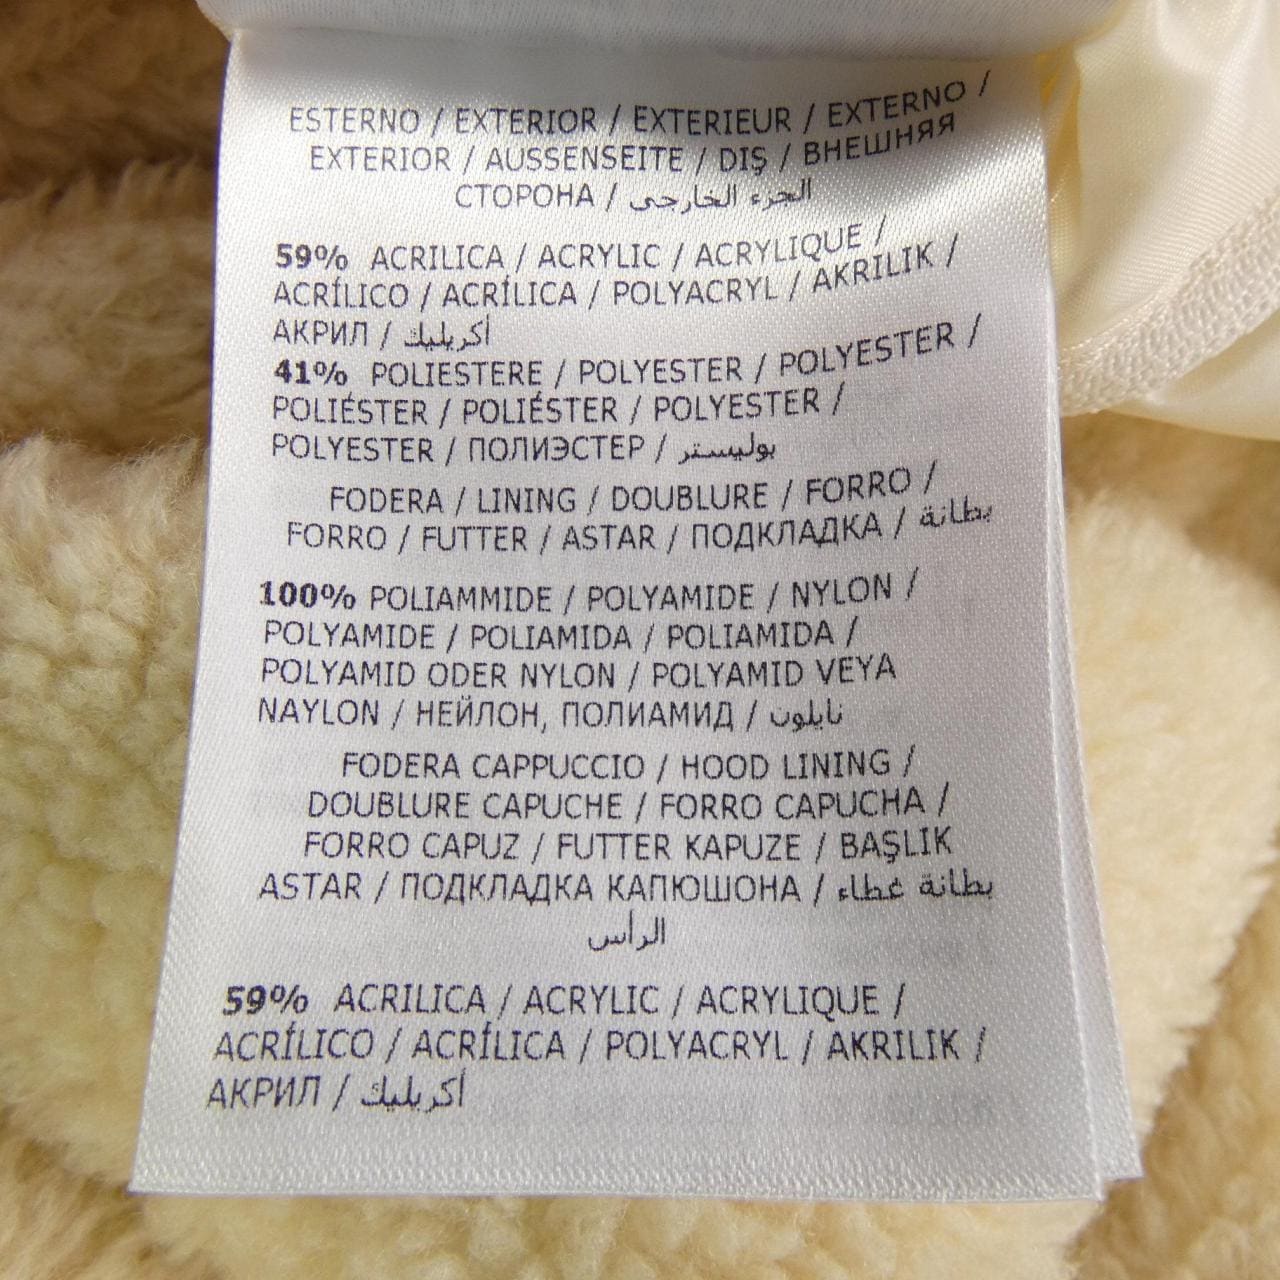 ESTERNO / EXTERIOR / EXTERIEUR / EXTERNO /
EXTERIOR / AUSSENSEITE / DIŞ / ВНЕШНЯЯ
СТОРОНА / الجزء الخارجى
59% ACRILICA / ACRYLIC / ACRYLIQUE /
ACRÍLICO / ACRÍLICA / POLYACRYL / AKRILIK /
АКРИЛ / أكريليك
41% POLIESTERE / POLYESTER / POLYESTER /
POLIÉSTER / POLIÉSTER / POLYESTER /
POLYESTER / ПОЛИЭСТЕР / بوليستر
FODERA / LINING / DOUBLURE / FORRO /
FORRO / FUTTER / ASTAR / ПОДКЛАДКА / بطانة
100% POLIAMMIDE / POLYAMIDE / NYLON /
POLYAMIDE / POLIAMIDA / POLIAMIDA /
POLYAMID ODER NYLON / POLYAMID VEYA
NAYLON / НЕЙЛОН, ПОЛИАМИД / نايلون
FODERA CAPPUCCIO / HOOD LINING /
DOUBLURE CAPUCHE / FORRO CAPUCHA /
FORRO CAPUZ / FUTTER KAPUZE / BAŞLIK
ASTAR / ПОДКЛАДКА КАПЮШОНА / بطانة غطاء
الرأس
59% ACRILICA / ACRYLIC / ACRYLIQUE /
ACRÍLICO / ACRÍLICA / POLYACRYL / AKRILIK /
АКРИЛ / أكريليك